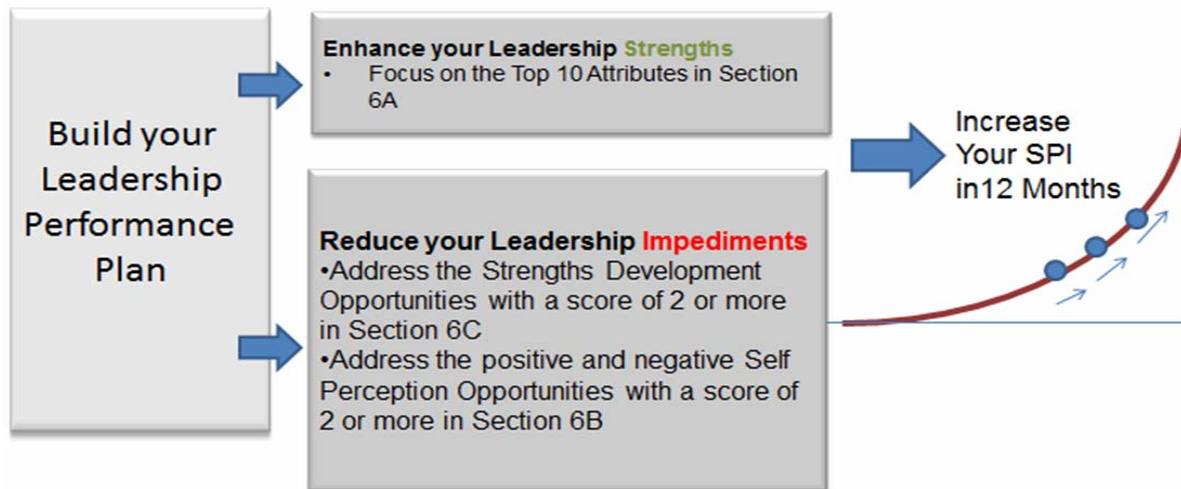 Build your
Leadership
Performance
Plan
Enhance your Leadership Strengths
• Focus on the Top 10 Attributes in Section
6A
Reduce your Leadership Impediments
•Address the Strengths Development
Opportunities with a score of 2 or more
in Section 6C
•Address the positive and negative Self
Perception Opportunities with a score of
2 or more in Section 6B
Increase
Your SPI
in12 Months